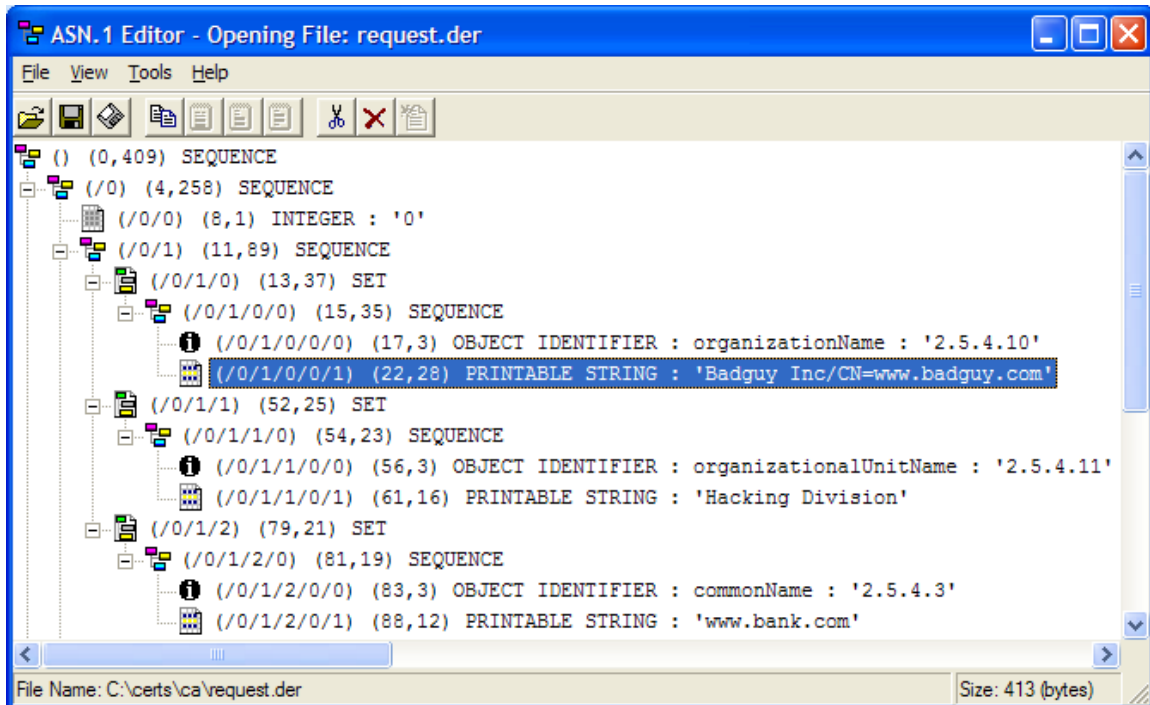 ASN.1 Editor - Opening File: request.der
File View Tools Help
() (0,409) SEQUENCE
(/0) (4,258) SEQUENCE
(/0/0) (8,1) INTEGER : '0'
(/0/1) (11,89) SEQUENCE
(/0/1/0) (13,37) SET
(/0/1/0/0) (15,35) SEQUENCE
(/0/1/0/0/0) (17,3) OBJECT IDENTIFIER : organizationName : '2.5.4.10'
(/0/1/0/0/1) (22,28) PRINTABLE STRING : 'Badguy Inc/CN=www.badguy.com'
(/0/1/1) (52,25) SET
(/0/1/1/0) (54,23) SEQUENCE
(/0/1/1/0/0) (56,3) OBJECT IDENTIFIER : organizationalUnitName : '2.5.4.11'
(/0/1/1/0/1) (61,16) PRINTABLE STRING : 'Hacking Division'
(/0/1/2) (79,21) SET
(/0/1/2/0) (81,19) SEQUENCE
(/0/1/2/0/0) (83,3) OBJECT IDENTIFIER : commonName : '2.5.4.3'
(/0/1/2/0/1) (88,12) PRINTABLE STRING : 'www.bank.com'
File Name: C:\certs\ca\request.der Size: 413 (bytes)